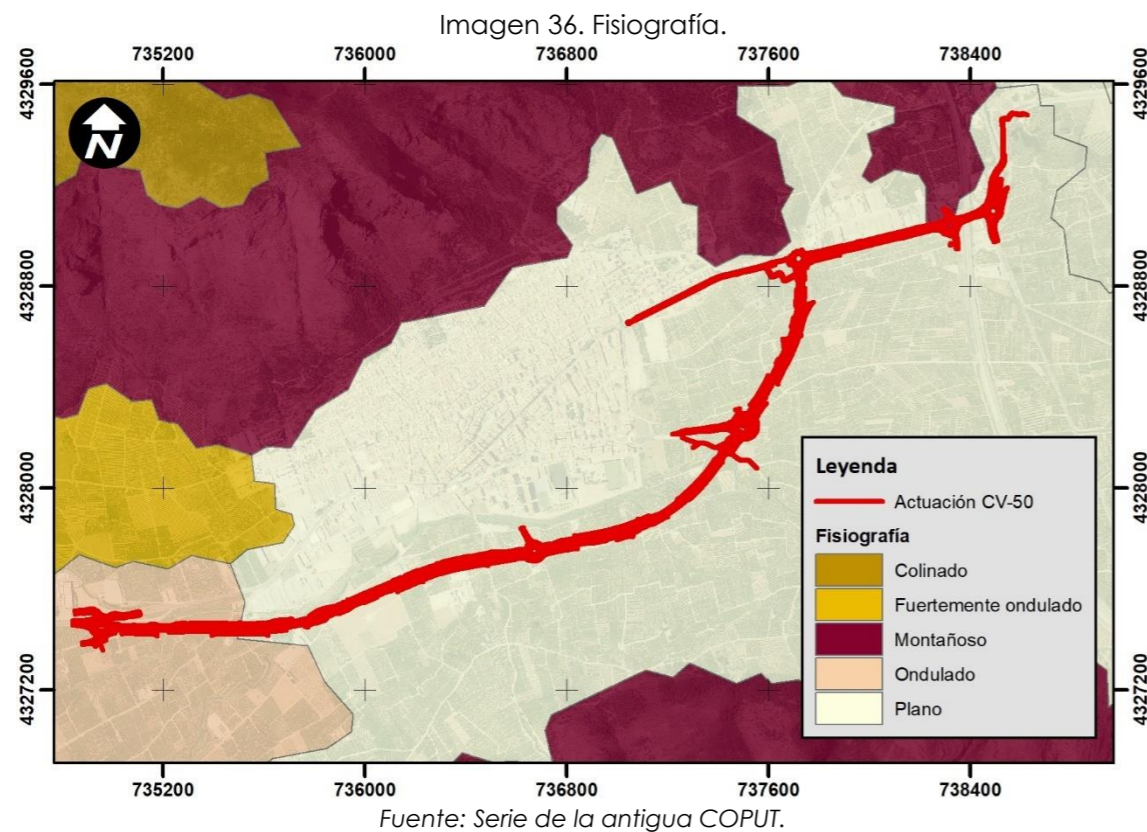 Imagen 36. Fisiografía.
735200 736000 736800 737600 738400
4329600 4329600
N
4328800 4328800
4328000 4328000
4327200 4327200
Leyenda
Actuación CV-50
Fisiografía
Colinado
Fuertemente ondulado
Montañoso
Ondulado
Plano
735200 736000 736800 737600 738400
Fuente: Serie de la antigua COPUT.